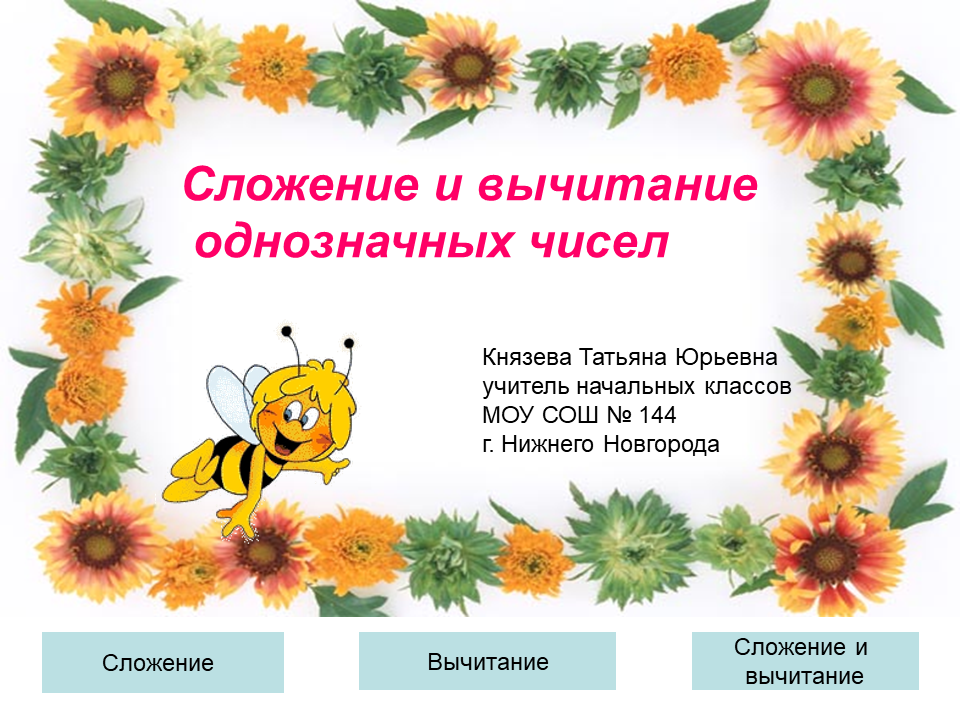 Сложение и вычитание
однозначных чисел
Князева Татьяна Юрьевна
учитель начальных классов
МОУ СОШ № 144
г. Нижнего Новгорода
Сложение
Вычитание
Сложение и
вычитание